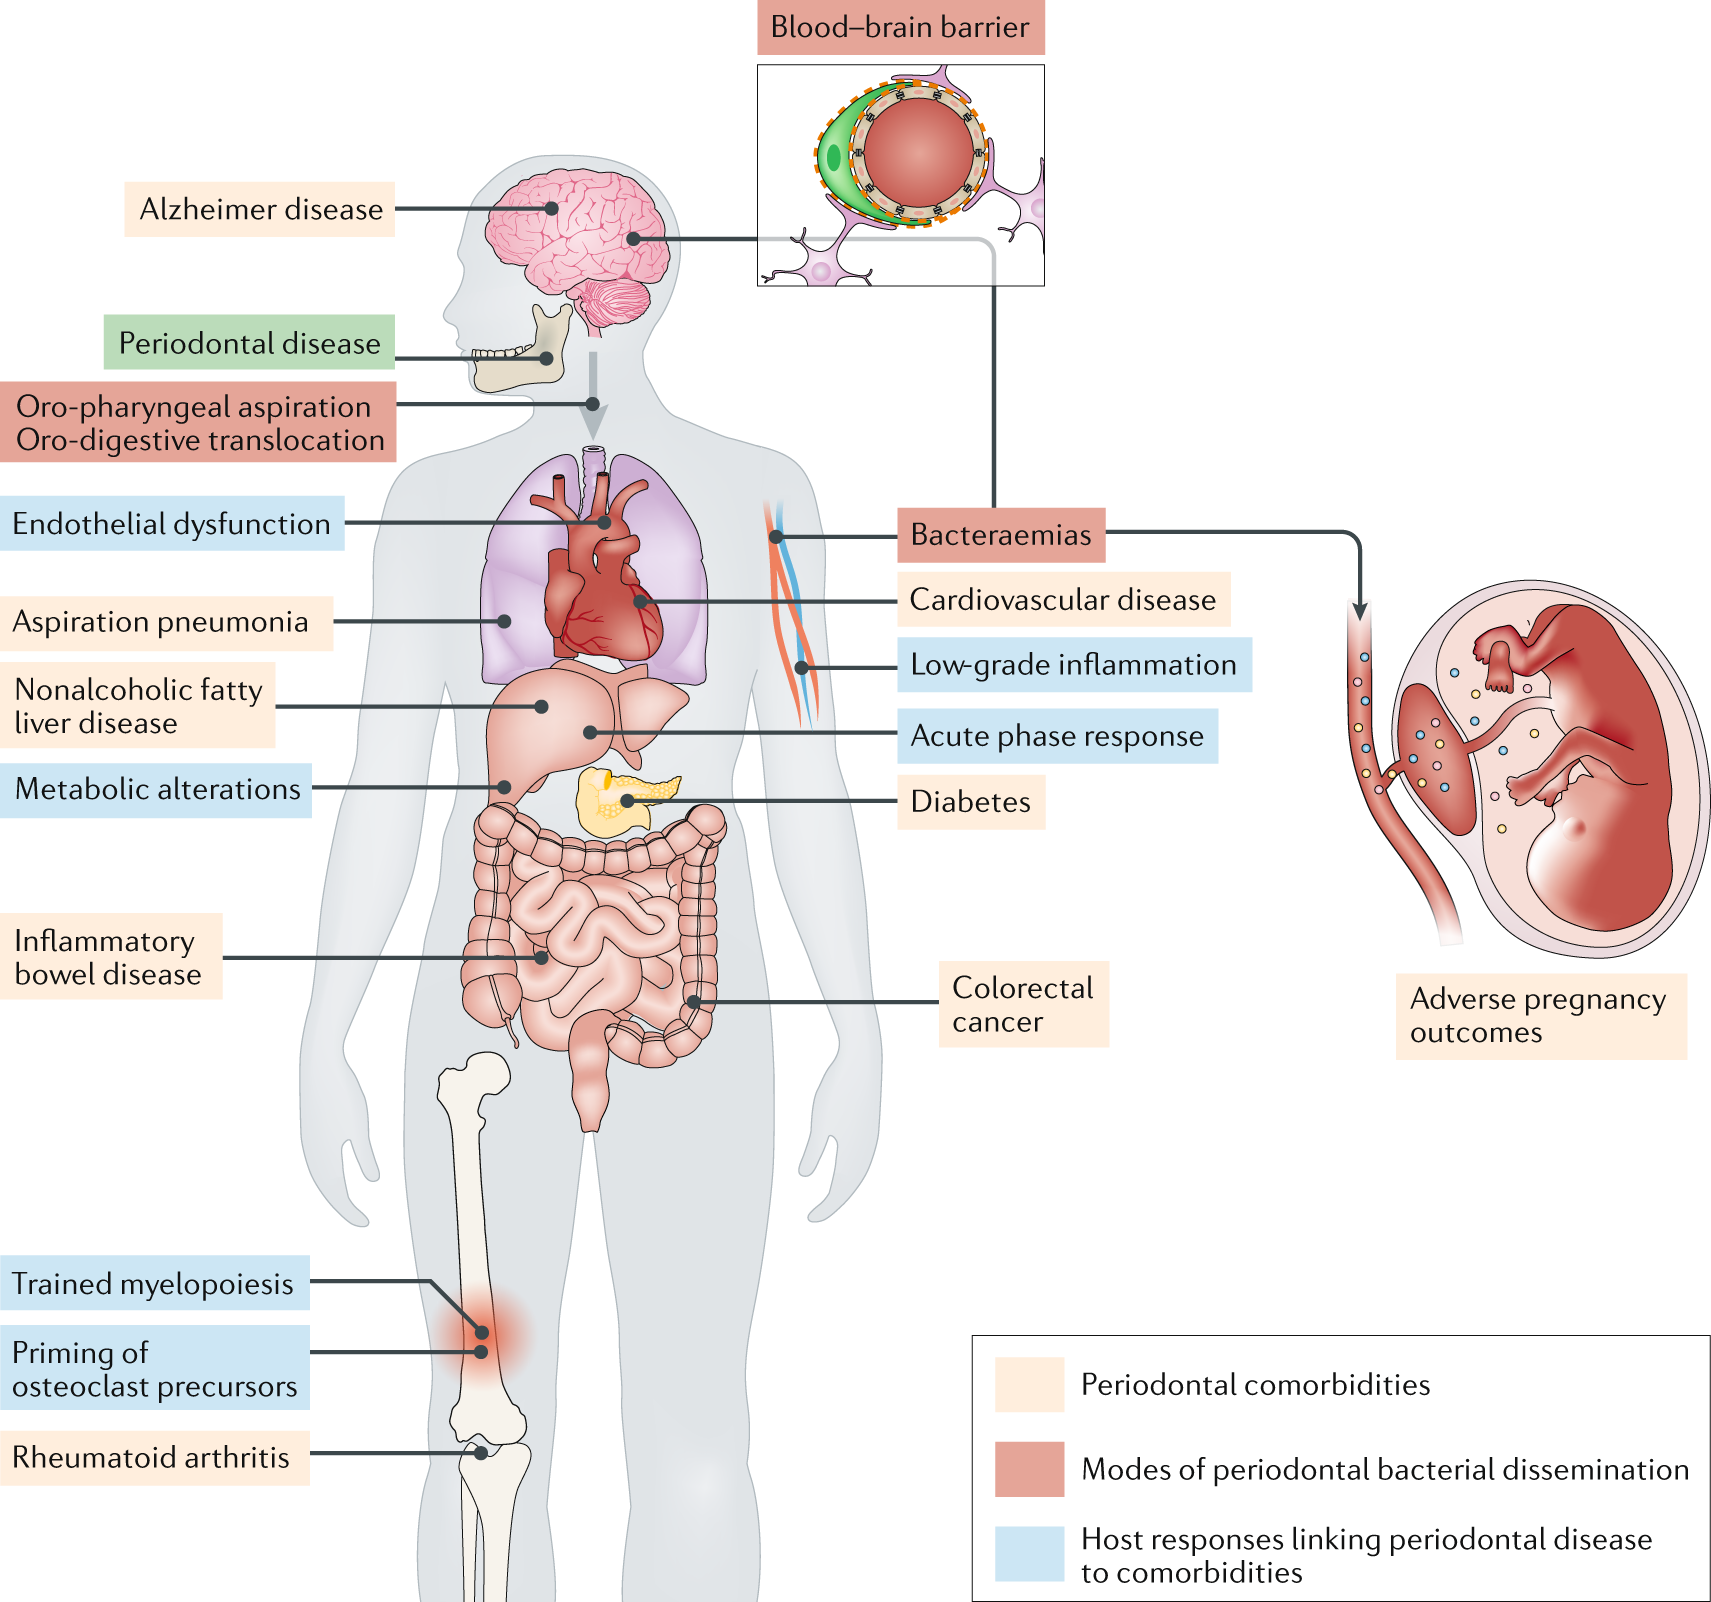 Blood–brain barrier
Alzheimer disease
Periodontal disease
Oro-pharyngeal aspiration
Oro-digestive translocation
Endothelial dysfunction
Bacteraemias
Cardiovascular disease
Aspiration pneumonia
Low-grade inflammation
Nonalcoholic fatty
liver disease
Acute phase response
Metabolic alterations
Diabetes
Inflammatory
bowel disease
Colorectal
cancer
Adverse pregnancy
outcomes
Trained myelopoiesis
Priming of
osteoclast precursors
Rheumatoid arthritis
Periodontal comorbidities
Modes of periodontal bacterial dissemination
Host responses linking periodontal disease
to comorbidities